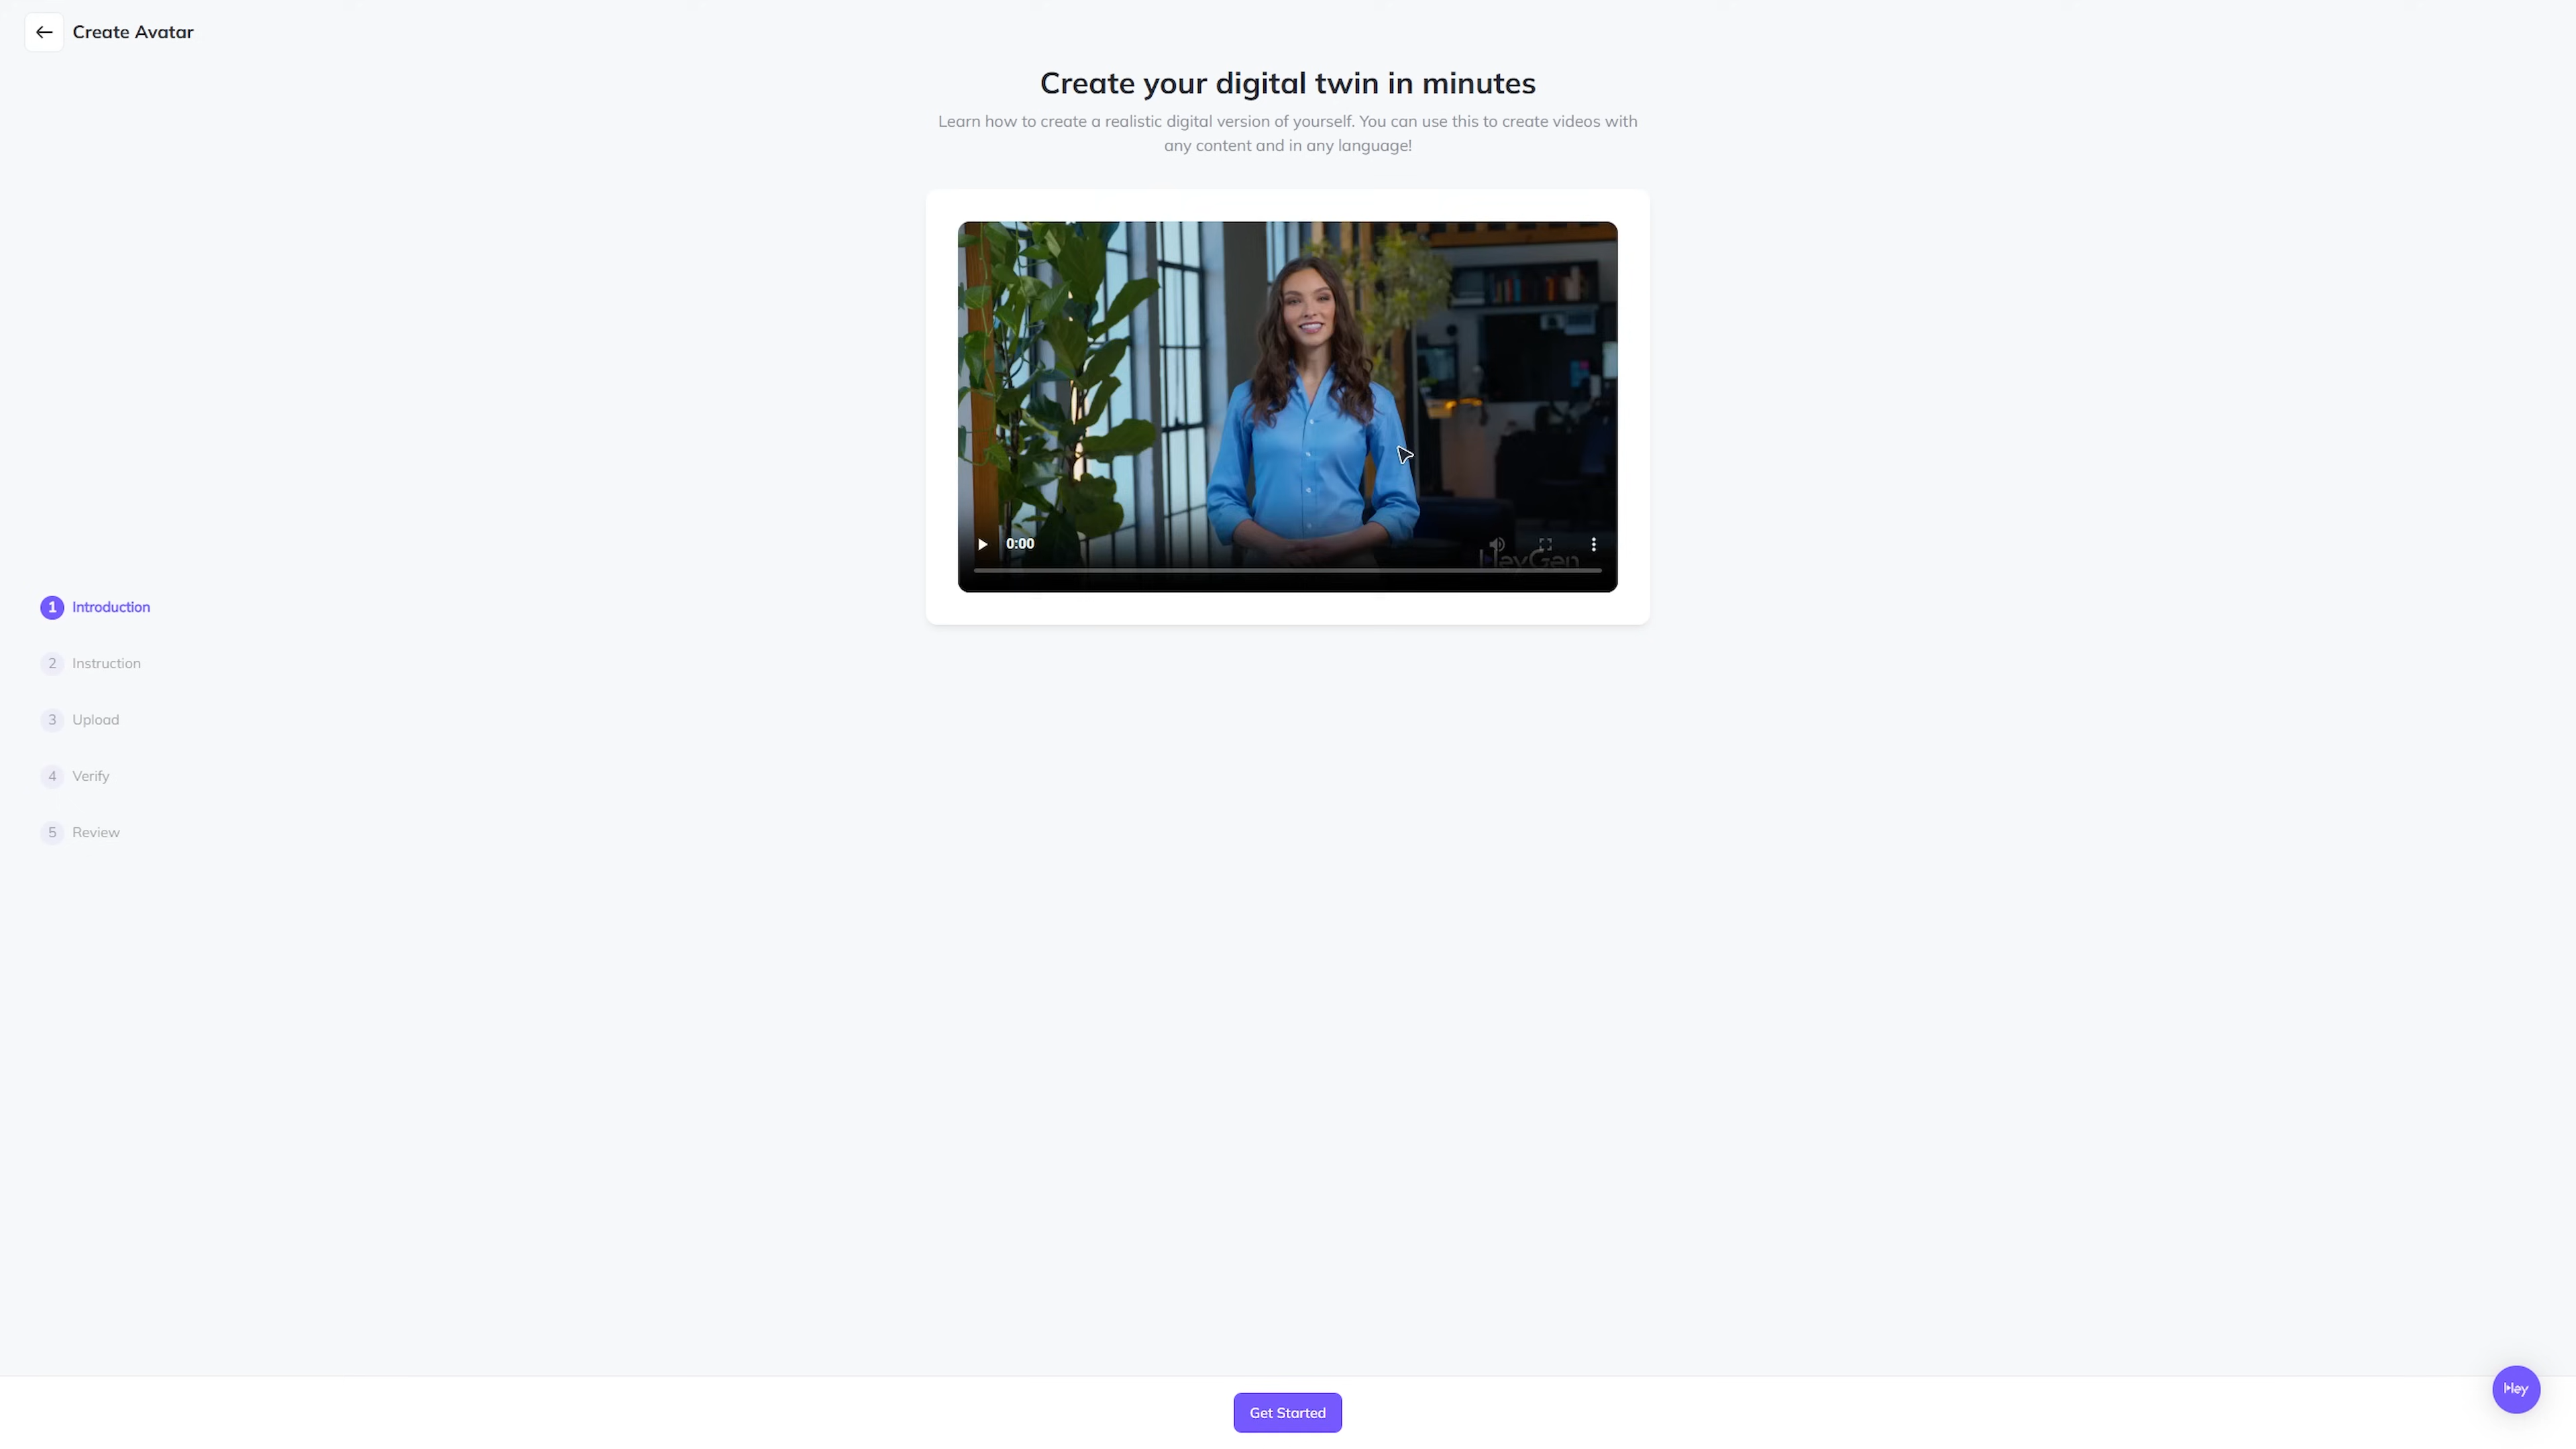 Create Avatar
Create your digital twin in minutes
Learn how to create a realistic digital version of yourself. You can use this to create videos with
any content and in any language!
0:00
HeyGen
1 Introduction
2 Instruction
3 Upload
4 Verify
5 Review
Get Started
Hey